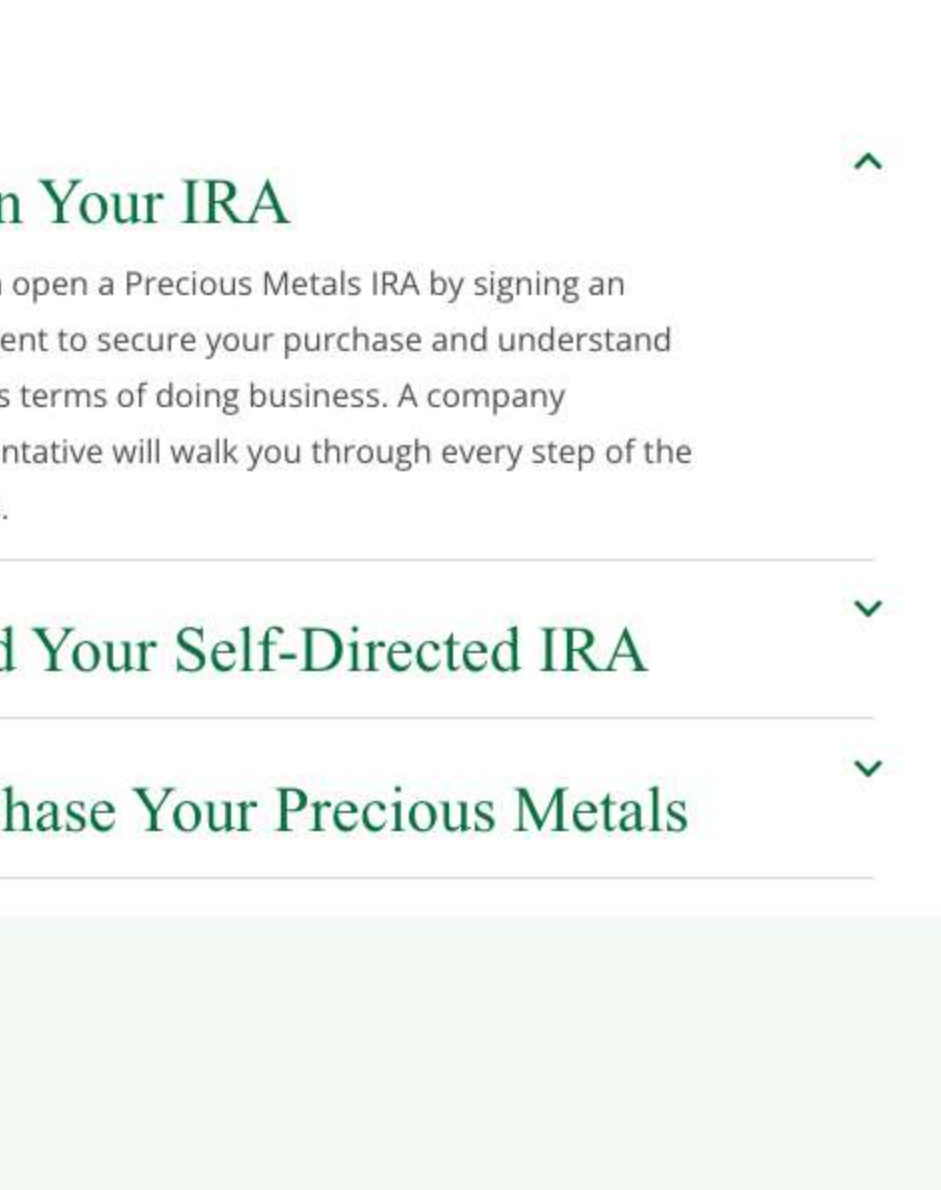 n Your IRA
open a Precious Metals IRA by signing an
ent to secure your purchase and understand
s terms of doing business. A company
ntative will walk you through every step of the
.
d Your Self-Directed IRA
hase Your Precious Metals